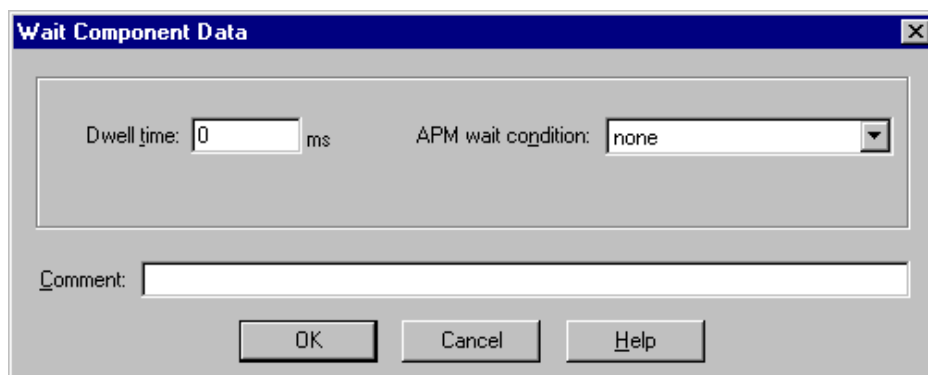 Wait Component Data
Dwell time: 0 ms APM wait condition: none
Comment:
OK Cancel Help